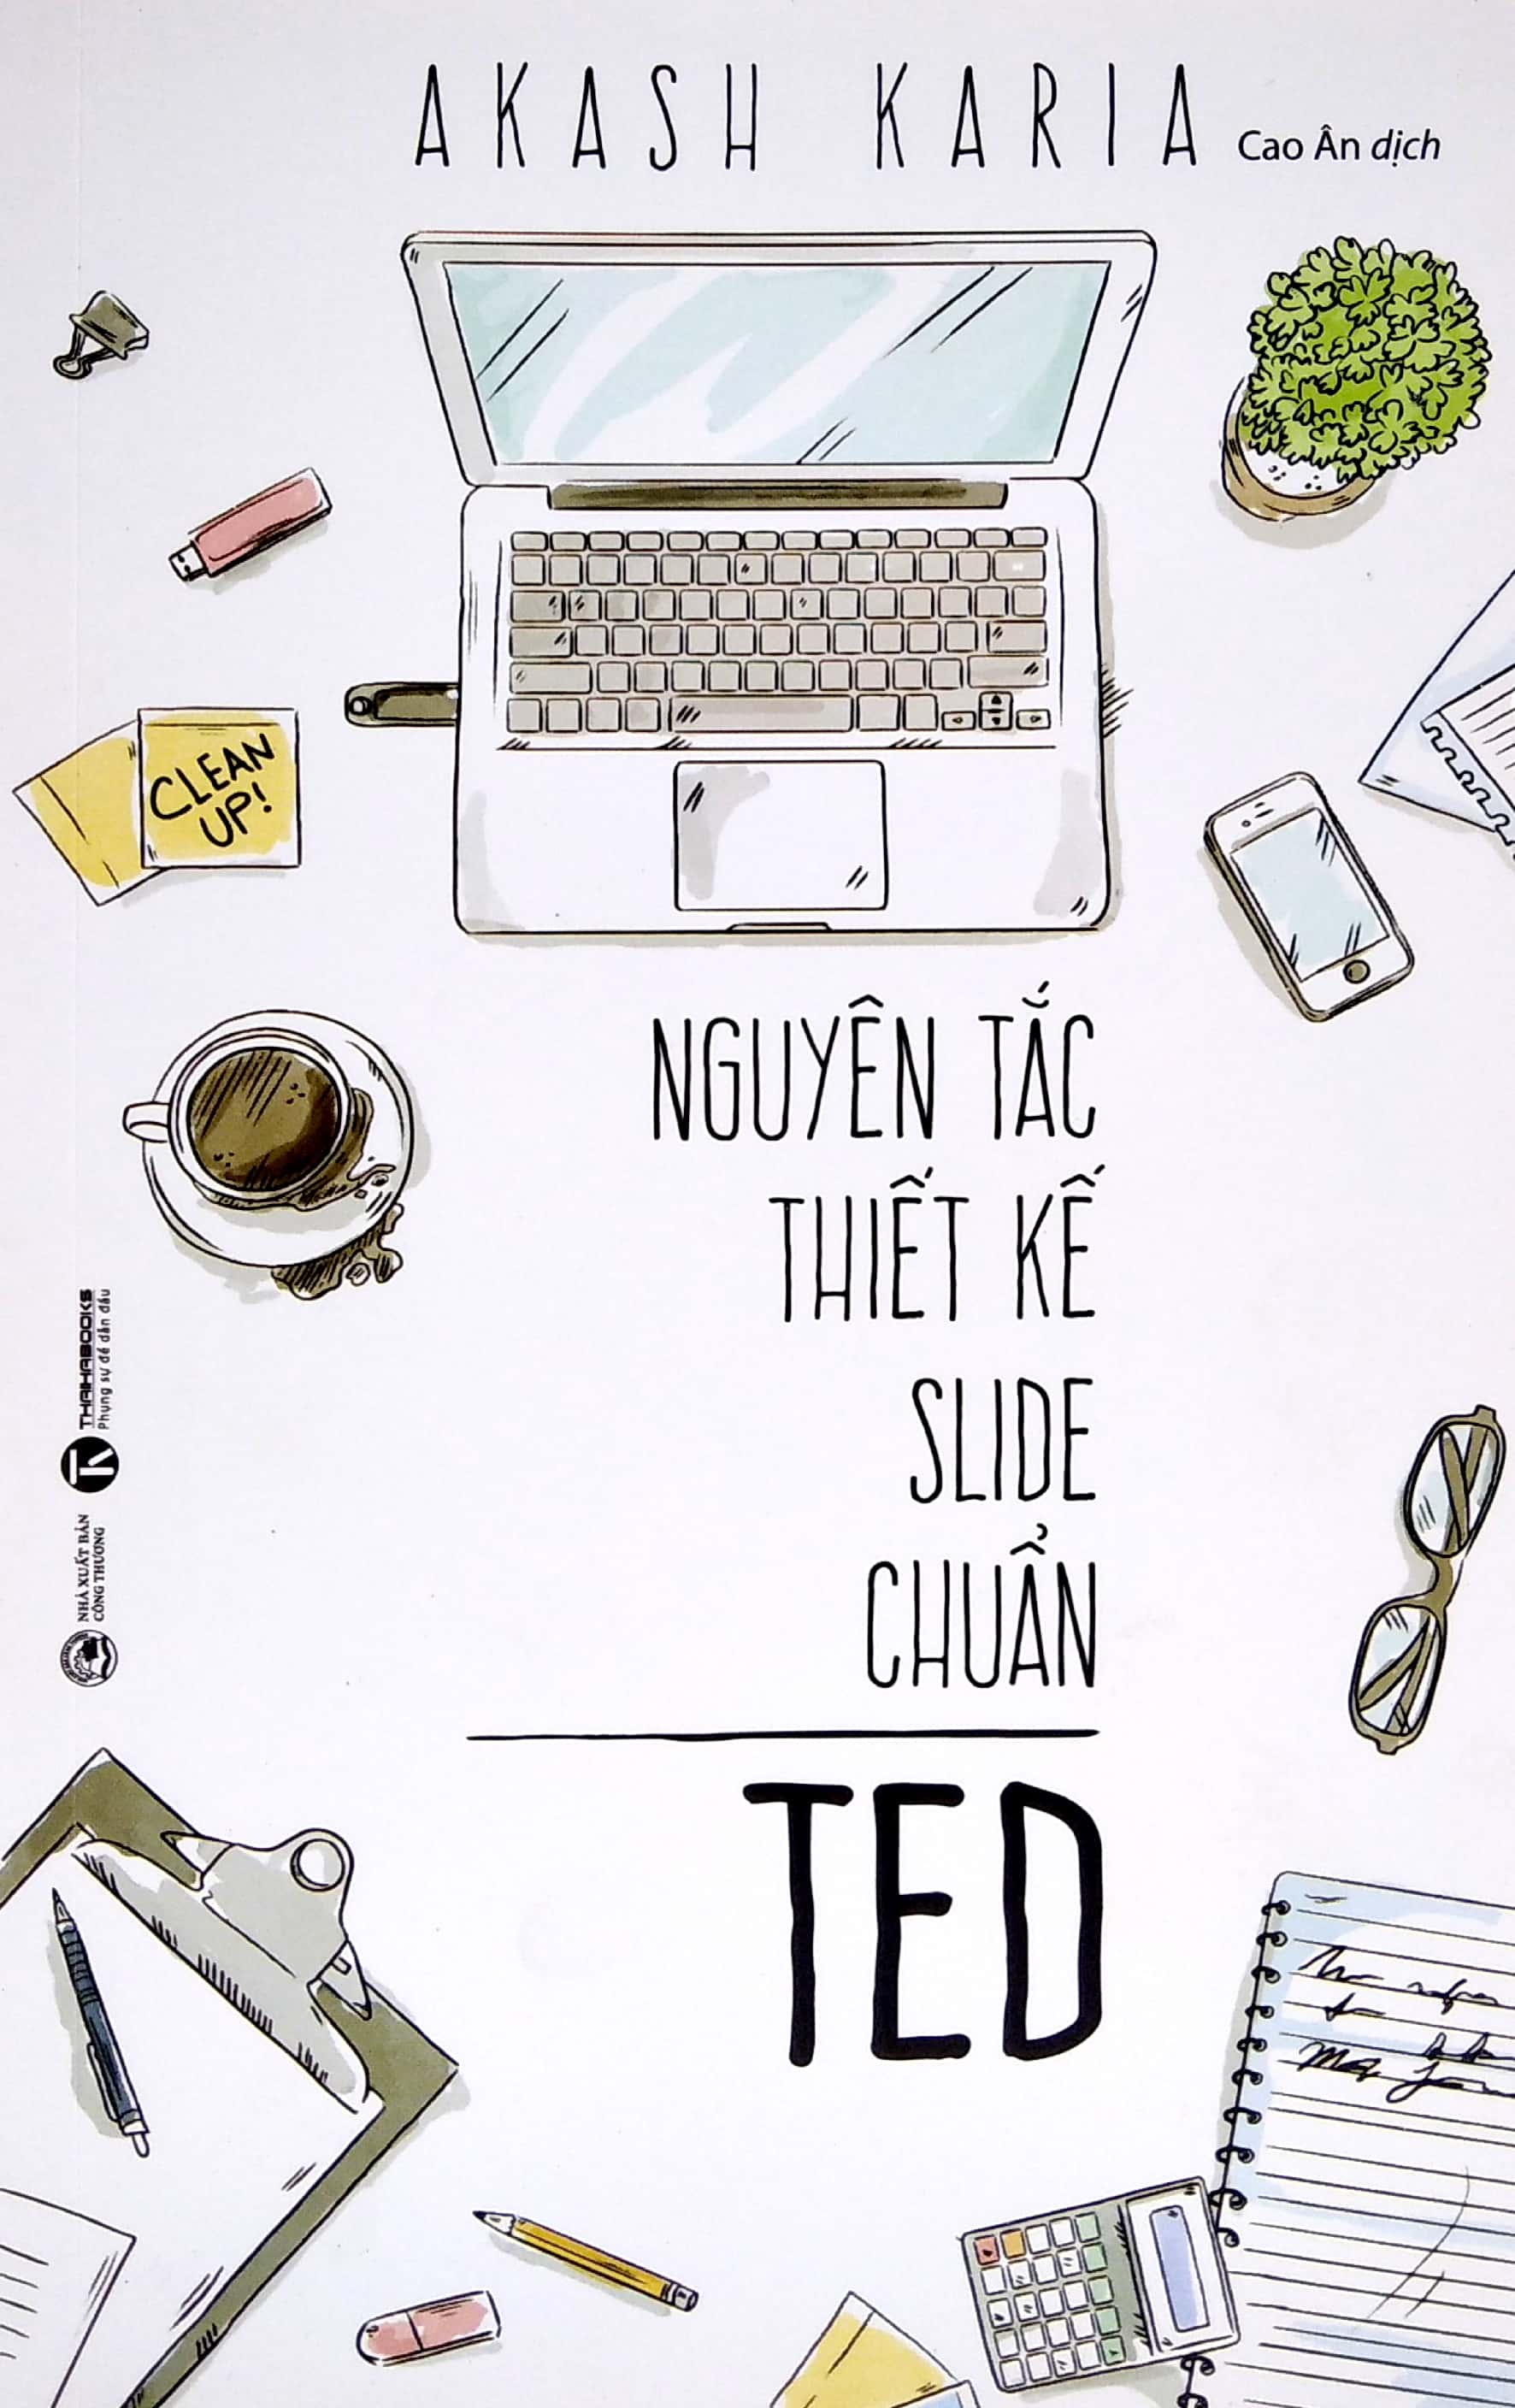 AKASH KARIA
Cao Ân dịch
CLEAN
UP!
NGUYÊN TẮC
THIẾT KẾ
SLIDE
CHUẨN
TED
THAIHABOOKS
Phụng sự để dẫn đầu
NHÀ XUẤT BẢN
CÔNG THƯƠNG